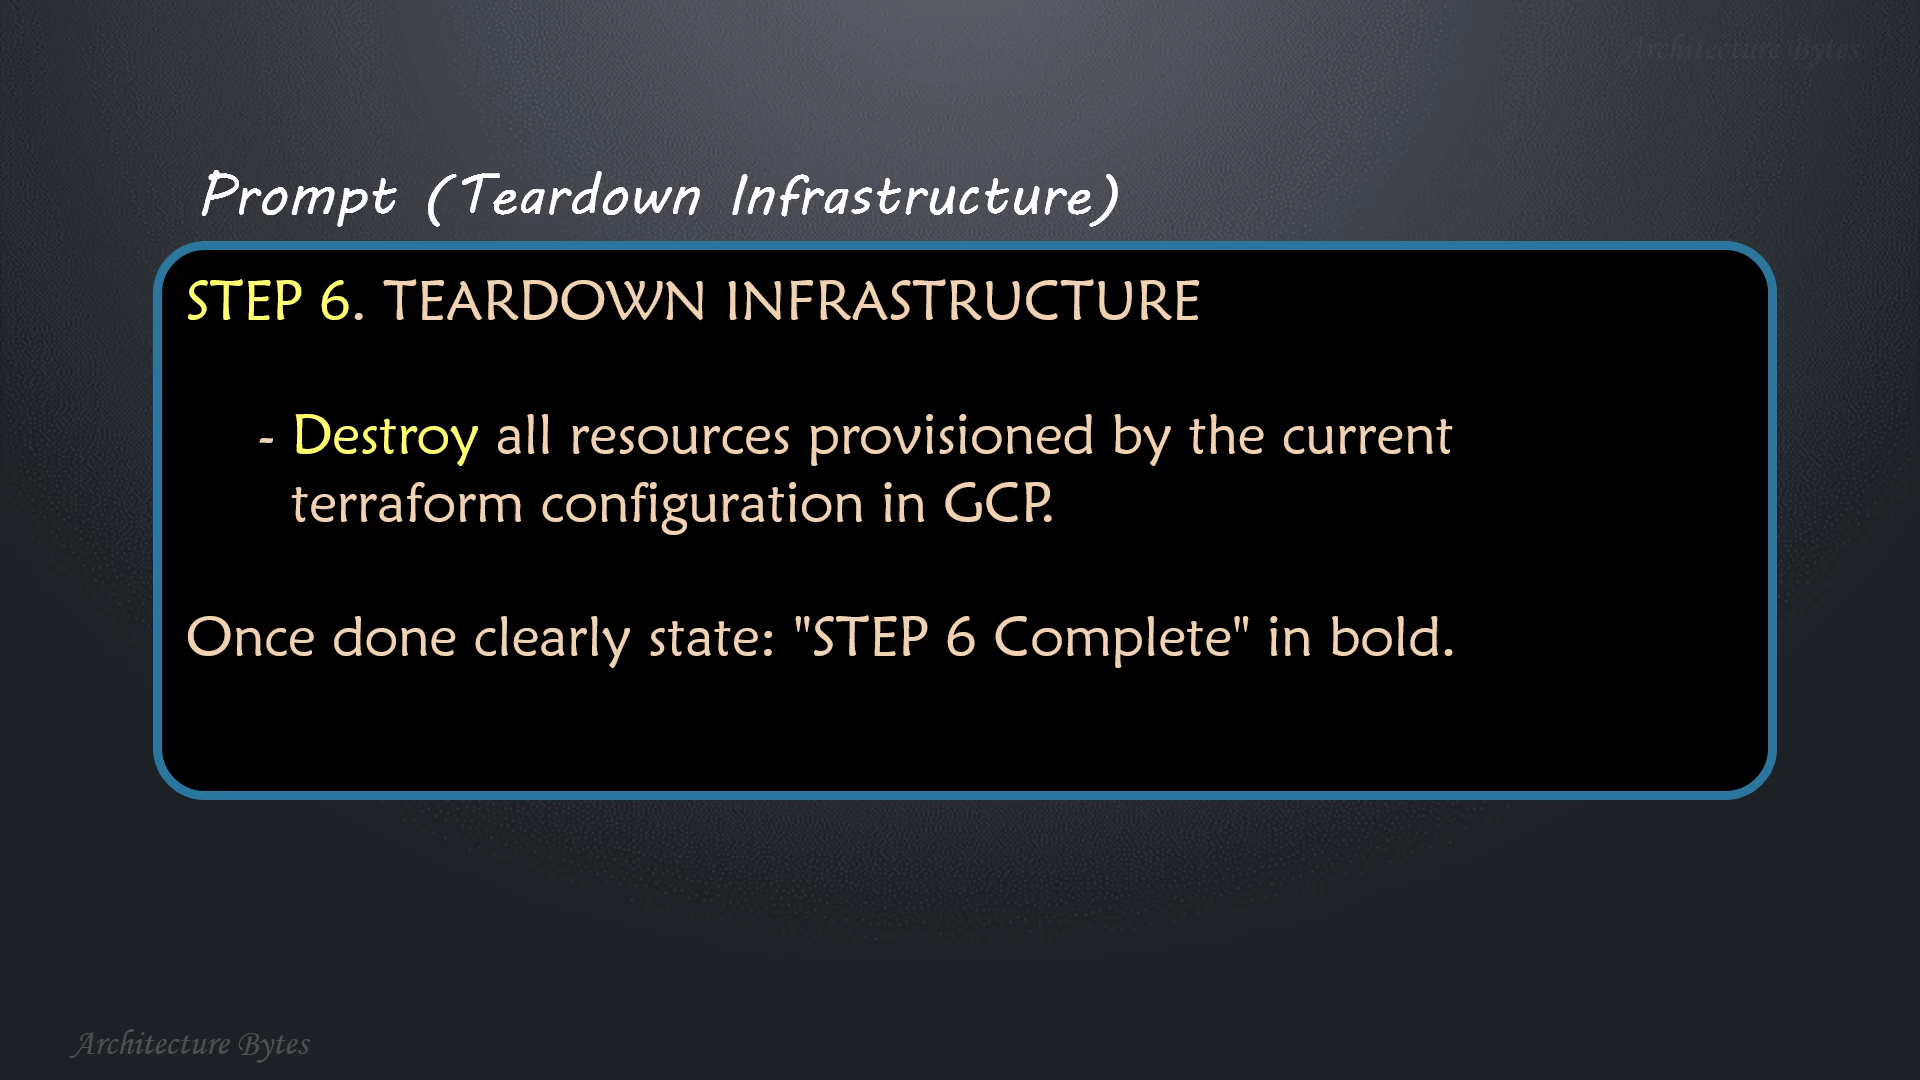 Architecture Bytes
Prompt (Teardown Infrastructure)
STEP 6. TEARDOWN INFRASTRUCTURE
- Destroy all resources provisioned by the current
terraform configuration in GCP.
Once done clearly state: "STEP 6 Complete" in bold.
Architecture Bytes